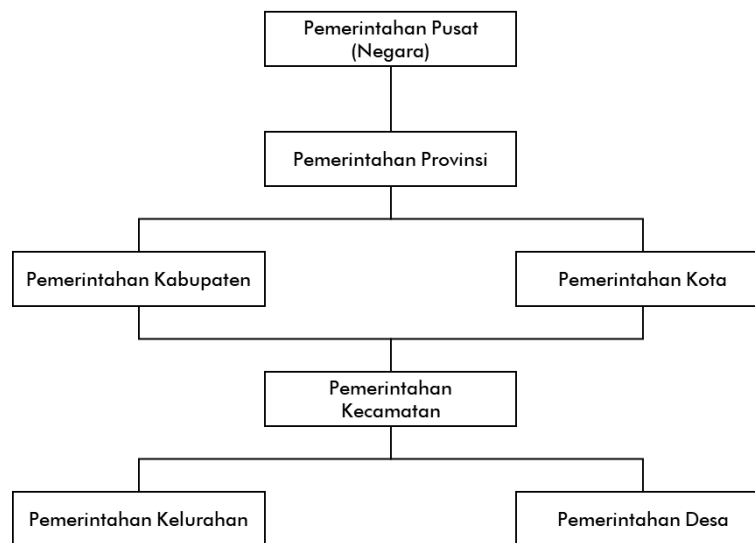 Pemerintahan Pusat
(Negara)
Pemerintahan Provinsi
Pemerintahan Kabupaten
Pemerintahan Kota
Pemerintahan
Kecamatan
Pemerintahan Kelurahan
Pemerintahan Desa